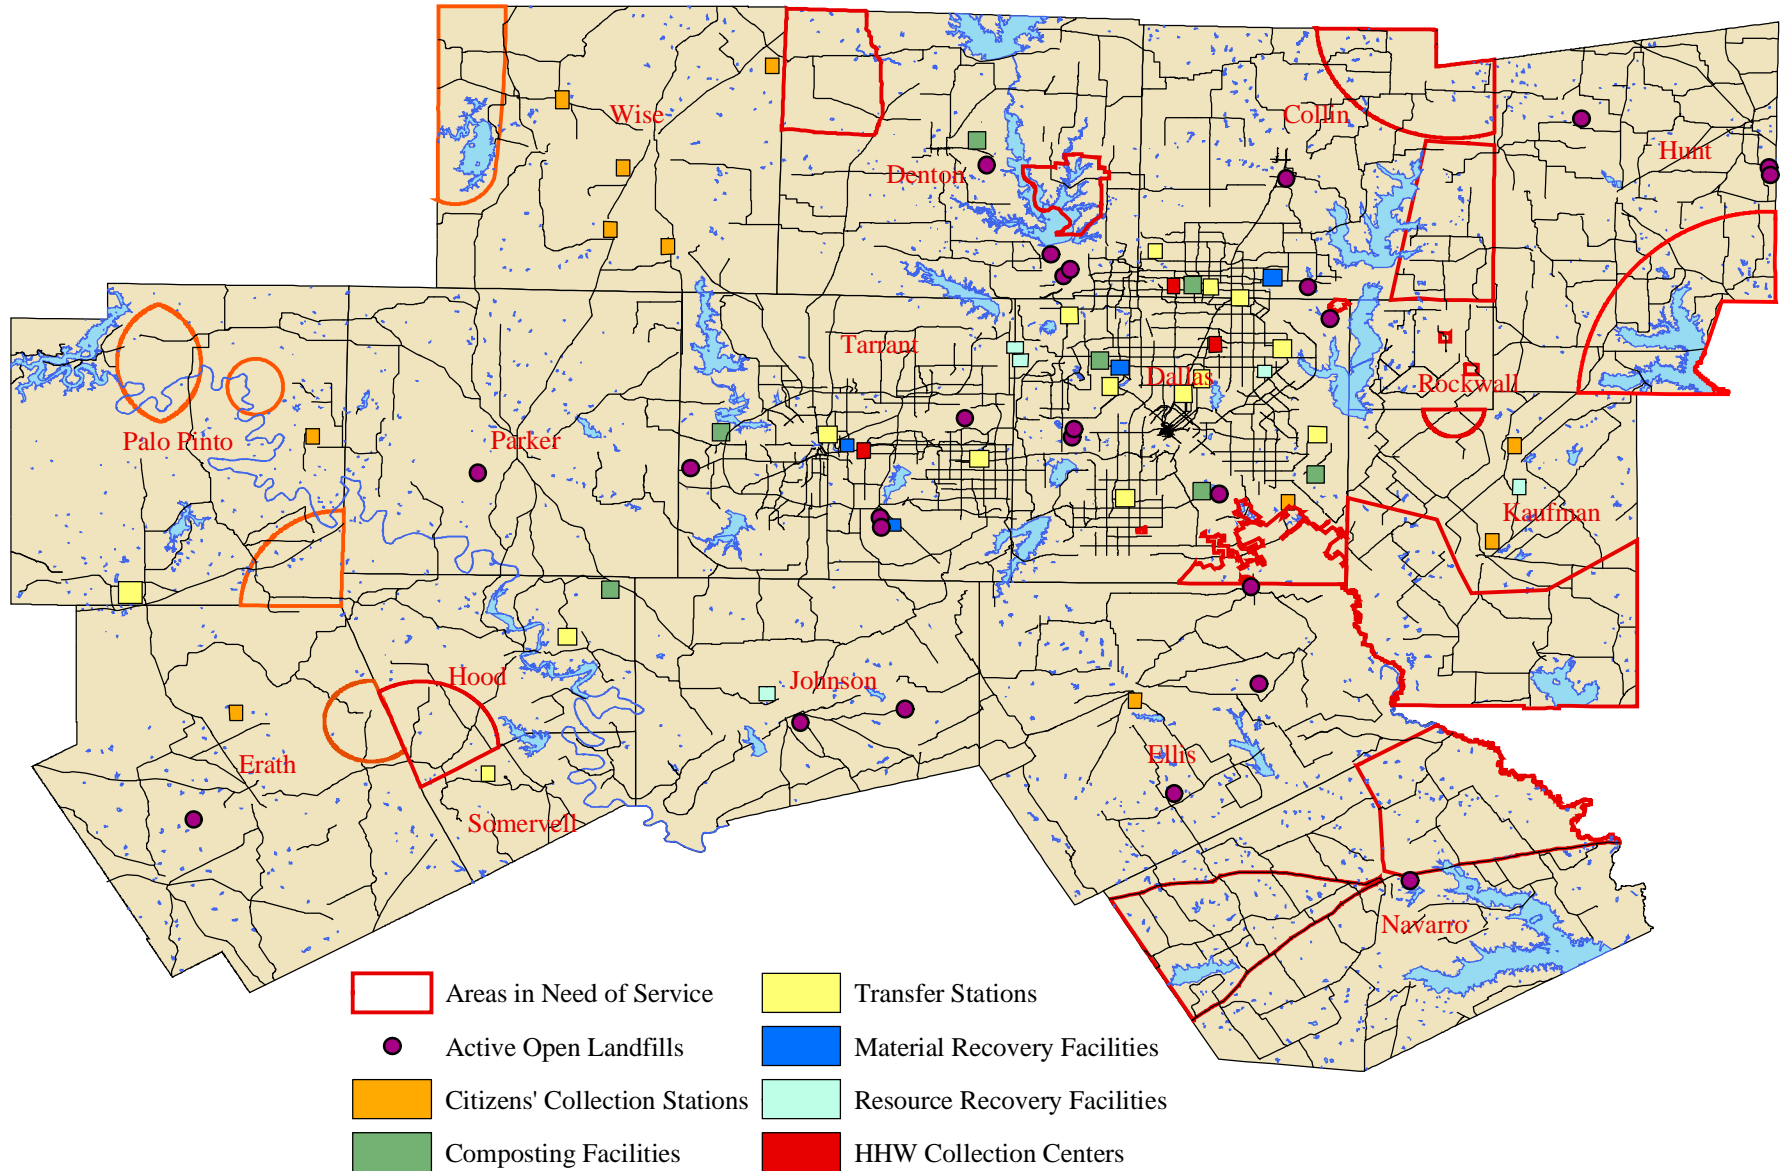 Wise
Collin
Hunt
Denton
Tarrant
Dallas
Rockwall
Palo Pinto
Parker
Kaufman
Hood
Johnson
Erath
Ellis
Somervell
Navarro
Areas in Need of Service
Transfer Stations
Active Open Landfills
Material Recovery Facilities
Citizens' Collection Stations
Resource Recovery Facilities
Composting Facilities
HHW Collection Centers